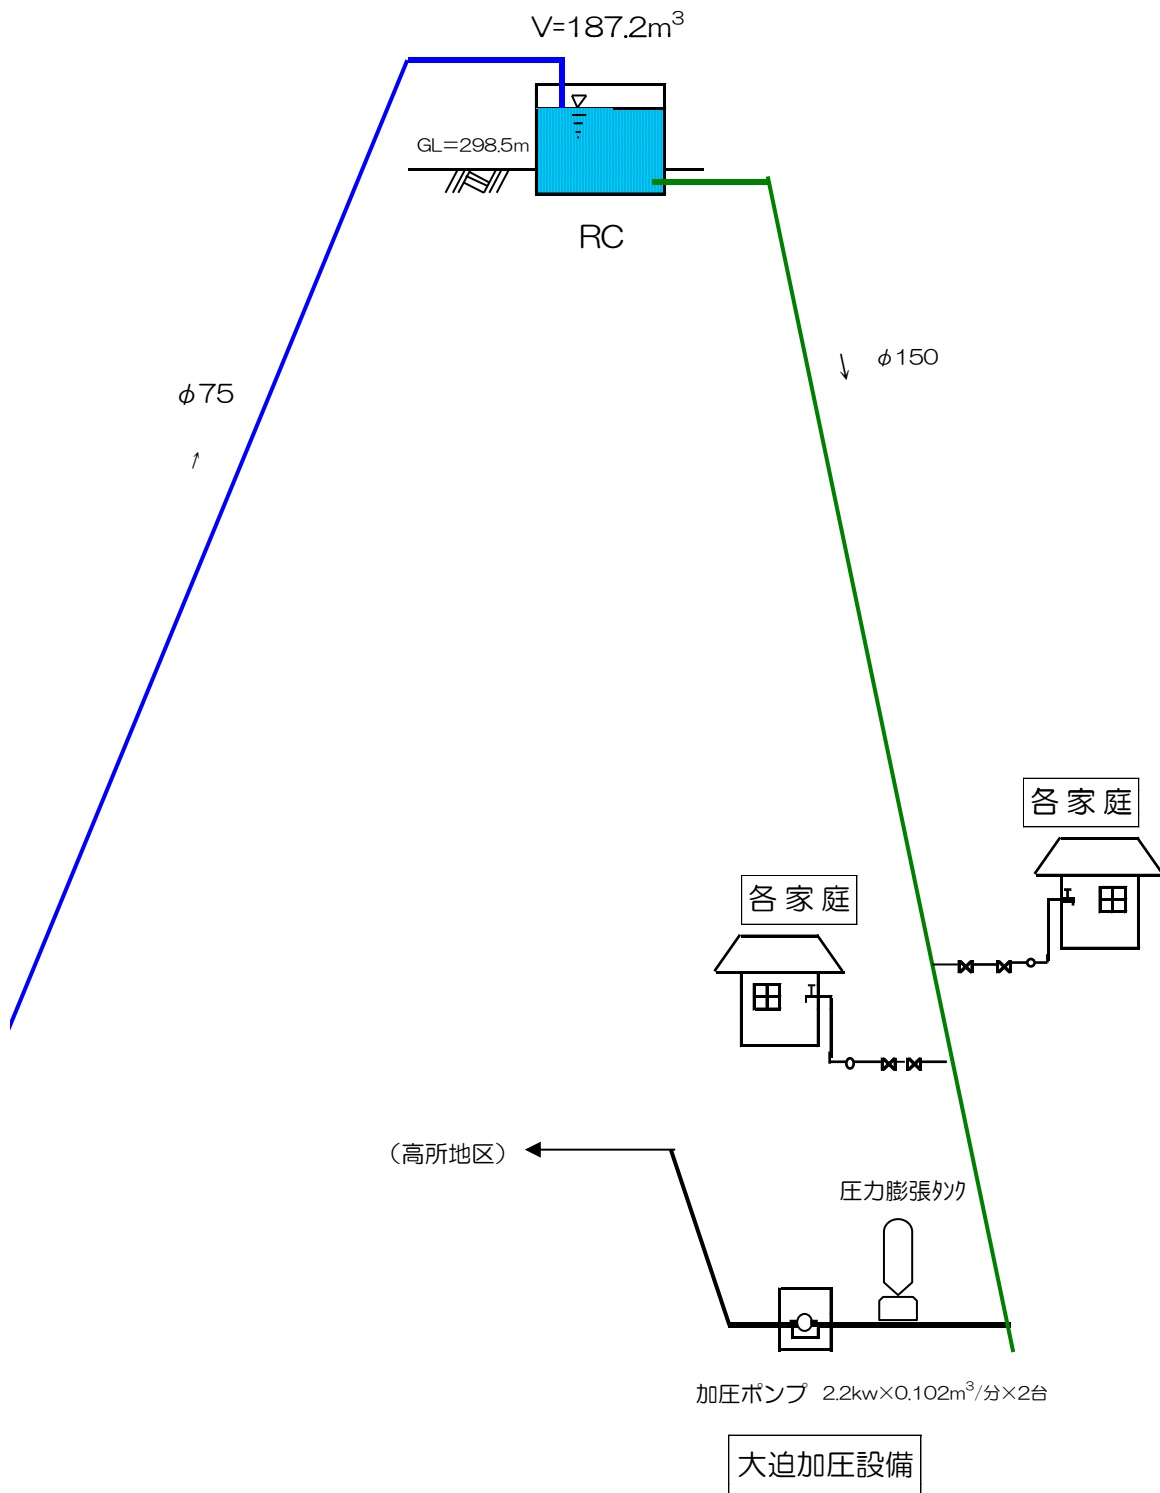 V=187.2m³
GL=298.5m
RC
φ150
φ75
各家庭
各家庭
（高所地区）
圧力膨張ﾀﾝｸ
加圧ポンプ 2.2kw×0.102m³/分×2台
大迫加圧設備